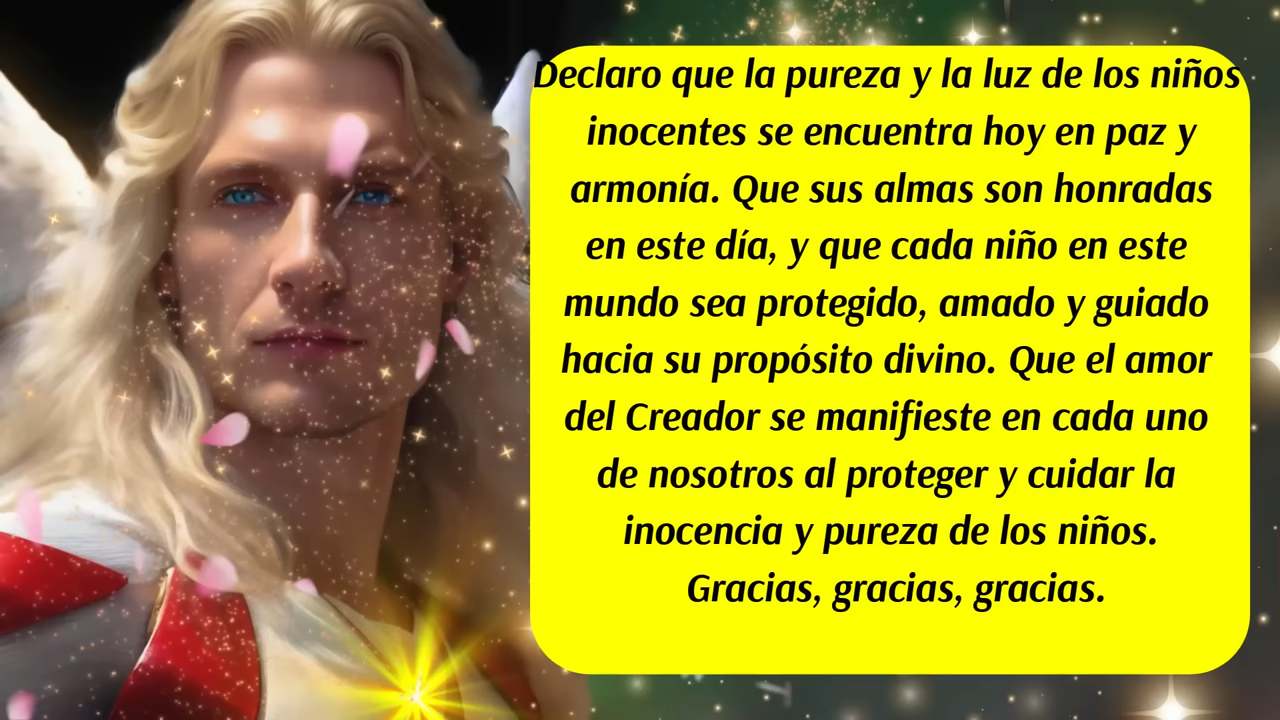 Declaro que la pureza y la luz de los niños
inocentes se encuentra hoy en paz y
armonía. Que sus almas son honradas
en este día, y que cada niño en este
mundo sea protegido, amado y guiado
hacia su propósito divino. Que el amor
del Creador se manifieste en cada uno
de nosotros al proteger y cuidar la
inocencia y pureza de los niños.
Gracias, gracias, gracias.